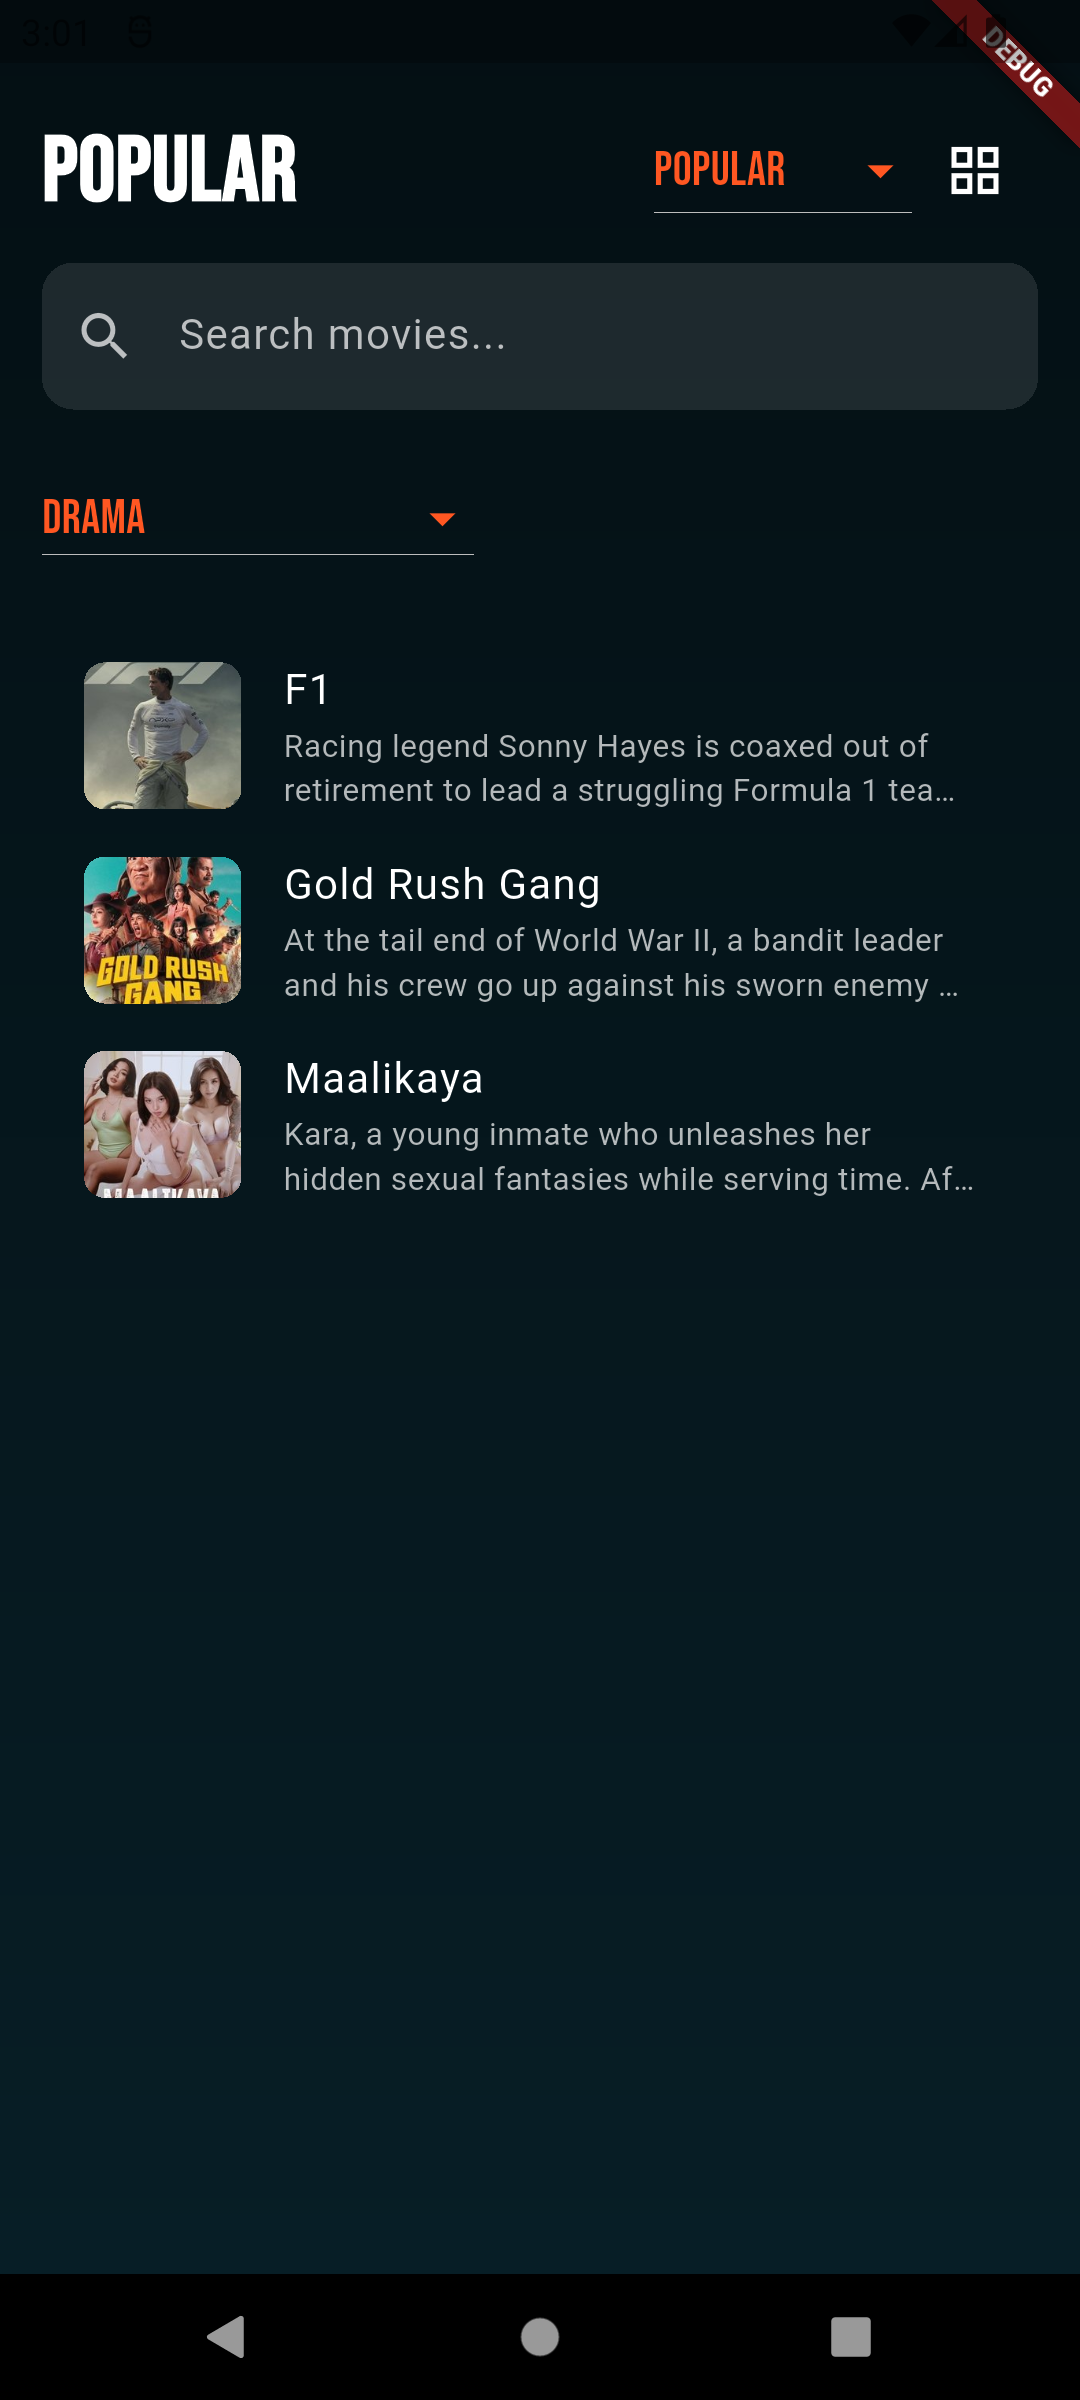 3:01
DEBUG
POPULAR
POPULAR
Search movies...
DRAMA
F1
Racing legend Sonny Hayes is coaxed out of
retirement to lead a struggling Formula 1 tea…
GOLD RUSH
GANG
Gold Rush Gang
At the tail end of World War II, a bandit leader
and his crew go up against his sworn enemy …
MAALIKAYA
Maalikaya
Kara, a young inmate who unleashes her
hidden sexual fantasies while serving time. Af…